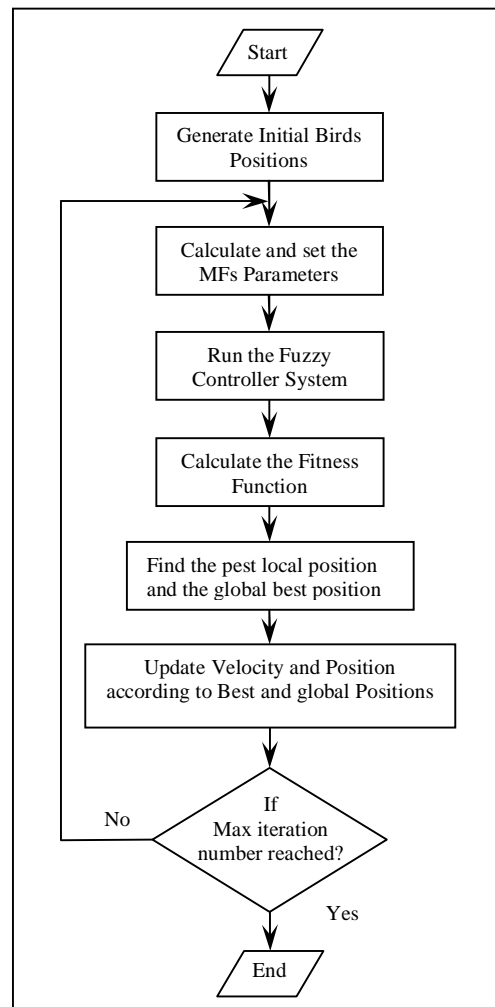 Start
Generate Initial Birds
Positions
Calculate and set the
MFs Parameters
Run the Fuzzy
Controller System
Calculate the Fitness
Function
Find the pest local position
and the global best position
Update Velocity and Position
according to Best and global Positions
If
Max iteration
number reached?
No
Yes
End